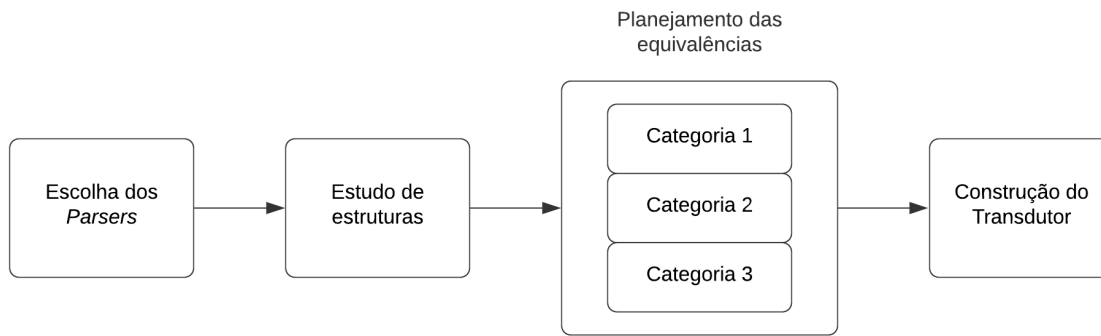 Planejamento das
equivalências
Escolha dos
Parsers
Estudo de
estruturas
Categoria 1
Categoria 2
Categoria 3
Construção do
Transdutor